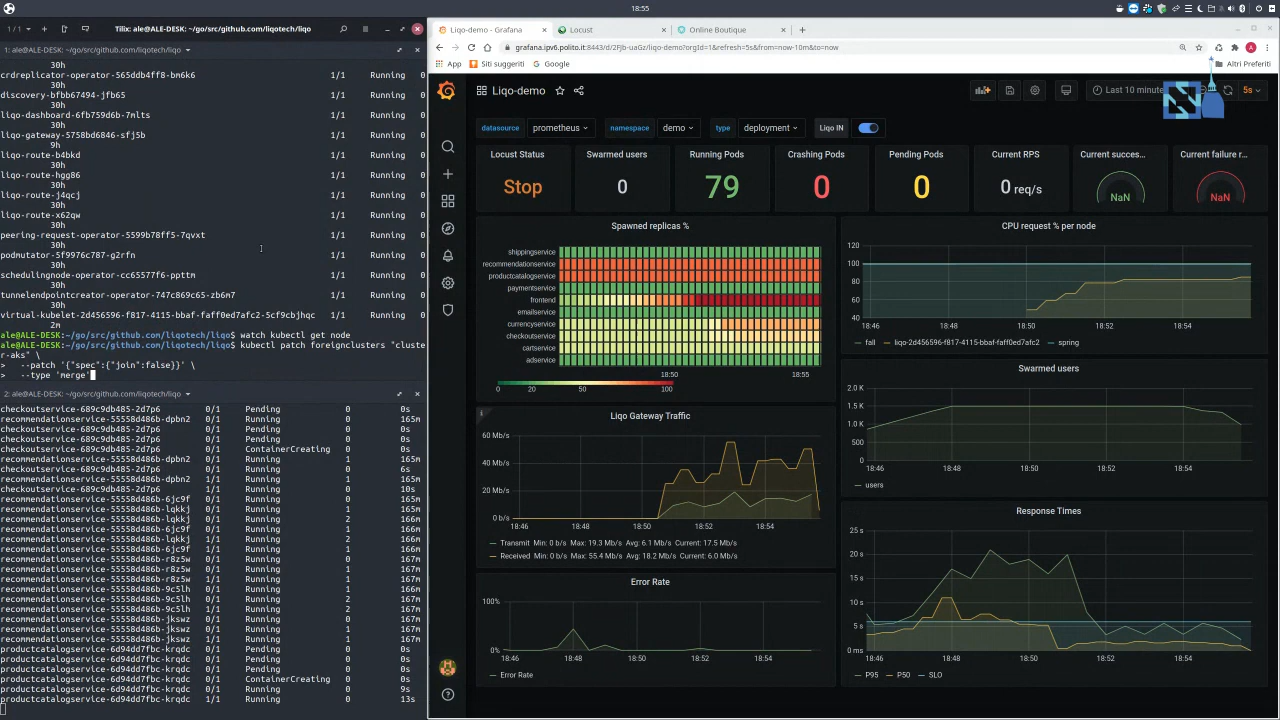 18:55
1 / 1
Tilix: ale@ALE-DESK: ~/go/src/github.com/liqotech/liqo
1: ale@ALE-DESK: ~/go/src/github.com/liqotech/liqo
30h
crdreplicator-operator-565ddb4ff8-bm6k6 1/1 Running 0
30h
discovery-bfbb67494-jfb65 1/1 Running 0
30h
liqo-dashboard-6fb759d6b-7mlts 1/1 Running 0
30h
liqo-gateway-5758bd6846-sfj5b 1/1 Running 0
9h
liqo-route-b4bkd 1/1 Running 0
30h
liqo-route-hgg86 1/1 Running 0
30h
liqo-route-j4qcj 1/1 Running 0
30h
liqo-route-x62qw 1/1 Running 0
30h
peering-request-operator-5599b78ff5-7qvxt 1/1 Running 0
30h
podmutator-5f9976c787-g2rfn 1/1 Running 0
30h
schedulingnode-operator-cc65577f6-ppttm 1/1 Running 0
30h
tunnelendpointcreator-operator-747c869c65-zb6m7 1/1 Running 0
30h
virtual-kubelet-2d456596-f817-4115-bbaf-faff0ed7afc2-5cf9cbjhqc 1/1 Running 0
2m
ale@ALE-DESK:~/go/src/github.com/liqotech/liqo$ watch kubectl get node
ale@ALE-DESK:~/go/src/github.com/liqotech/liqo$ kubectl patch foreignclusters "cluste
r-aks" \
> --patch '{"spec":{"join":false}}' \
> --type 'merge'
2: ale@ALE-DESK: ~/go/src/github.com/liqotech/liqo
checkoutservice-689c9db485-2d7p6 0/1 Pending 0 0s
recommendationservice-55558d486b-dpbn2 0/1 Running 2 165m
checkoutservice-689c9db485-2d7p6 0/1 Pending 0 0s
checkoutservice-689c9db485-2d7p6 0/1 Pending 0 0s
checkoutservice-689c9db485-2d7p6 0/1 ContainerCreating 0 0s
recommendationservice-55558d486b-dpbn2 0/1 Running 1 165m
checkoutservice-689c9db485-2d7p6 0/1 Running 0 6s
recommendationservice-55558d486b-dpbn2 1/1 Running 1 165m
checkoutservice-689c9db485-2d7p6 1/1 Running 0 10s
recommendationservice-55558d486b-6jc9f 0/1 Running 0 165m
recommendationservice-55558d486b-lqkkj 0/1 Running 1 165m
recommendationservice-55558d486b-lqkkj 0/1 Running 2 166m
recommendationservice-55558d486b-6jc9f 0/1 Running 1 166m
recommendationservice-55558d486b-lqkkj 1/1 Running 2 166m
recommendationservice-55558d486b-6jc9f 1/1 Running 1 166m
recommendationservice-55558d486b-r8z5w 0/1 Running 0 167m
recommendationservice-55558d486b-r8z5w 0/1 Running 1 167m
recommendationservice-55558d486b-r8z5w 1/1 Running 1 167m
recommendationservice-55558d486b-9c5lh 0/1 Running 1 166m
recommendationservice-55558d486b-9c5lh 0/1 Running 2 166m
recommendationservice-55558d486b-9c5lh 1/1 Running 2 167m
recommendationservice-55558d486b-jkswz 0/1 Running 0 167m
recommendationservice-55558d486b-jkswz 0/1 Running 1 167m
recommendationservice-55558d486b-jkswz 1/1 Running 1 167m
productcatalogservice-6d94dd7fbc-krqdc 0/1 Pending 0 0s
productcatalogservice-6d94dd7fbc-krqdc 0/1 Pending 0 0s
productcatalogservice-6d94dd7fbc-krqdc 0/1 ContainerCreating 0 0s
productcatalogservice-6d94dd7fbc-krqdc 0/1 Running 0 9s
productcatalogservice-6d94dd7fbc-krqdc 1/1 Running 0 13s
Liqo-demo - Grafana
Locust
Online Boutique
grafana.ipv6.polito.it:8443/d/2FJb-uaGz/liqo-demo?orgId=1&refresh=5s&from=now-10m&to=now
App
Siti suggeriti
Google
Altri Preferiti
Liqo-demo
Last 10 minute
5s
datasource prometheus
namespace demo
type deployment
Liqo IN
Locust Status
Stop
Swarmed users
0
Running Pods
79
Crashing Pods
0
Pending Pods
0
Current RPS
0 req/s
Current succes...
NaN
Current failure r...
NaN
Spawned replicas %
shippingservice
recommendationservice
productcatalogservice
paymentservice
frontend
emailservice
currencyservice
checkoutservice
cartservice
adservice
18:50 18:55
0 20 50 100
CPU request % per node
120
100
80
60
40
18:46 18:48 18:50 18:52 18:54
fall liqo-2d456596-f817-4115-bbaf-faff0ed7afc2 spring
Swarmed users
2.0 K
1.5 K
1.0 K
500
0
18:46 18:48 18:50 18:52 18:54
users
Liqo Gateway Traffic
60 Mb/s
40 Mb/s
20 Mb/s
0 b/s
18:46 18:48 18:50 18:52 18:54
Transmit Min: 0 b/s Max: 19.3 Mb/s Avg: 6.1 Mb/s Current: 17.5 Mb/s
Received Min: 0 b/s Max: 55.4 Mb/s Avg: 18.2 Mb/s Current: 6.0 Mb/s
Response Times
25 s
20 s
15 s
10 s
5 s
0 ms
18:46 18:48 18:50 18:52 18:54
P95 P50 SLO
Error Rate
100%
50%
0%
18:46 18:48 18:50 18:52 18:54
Error Rate